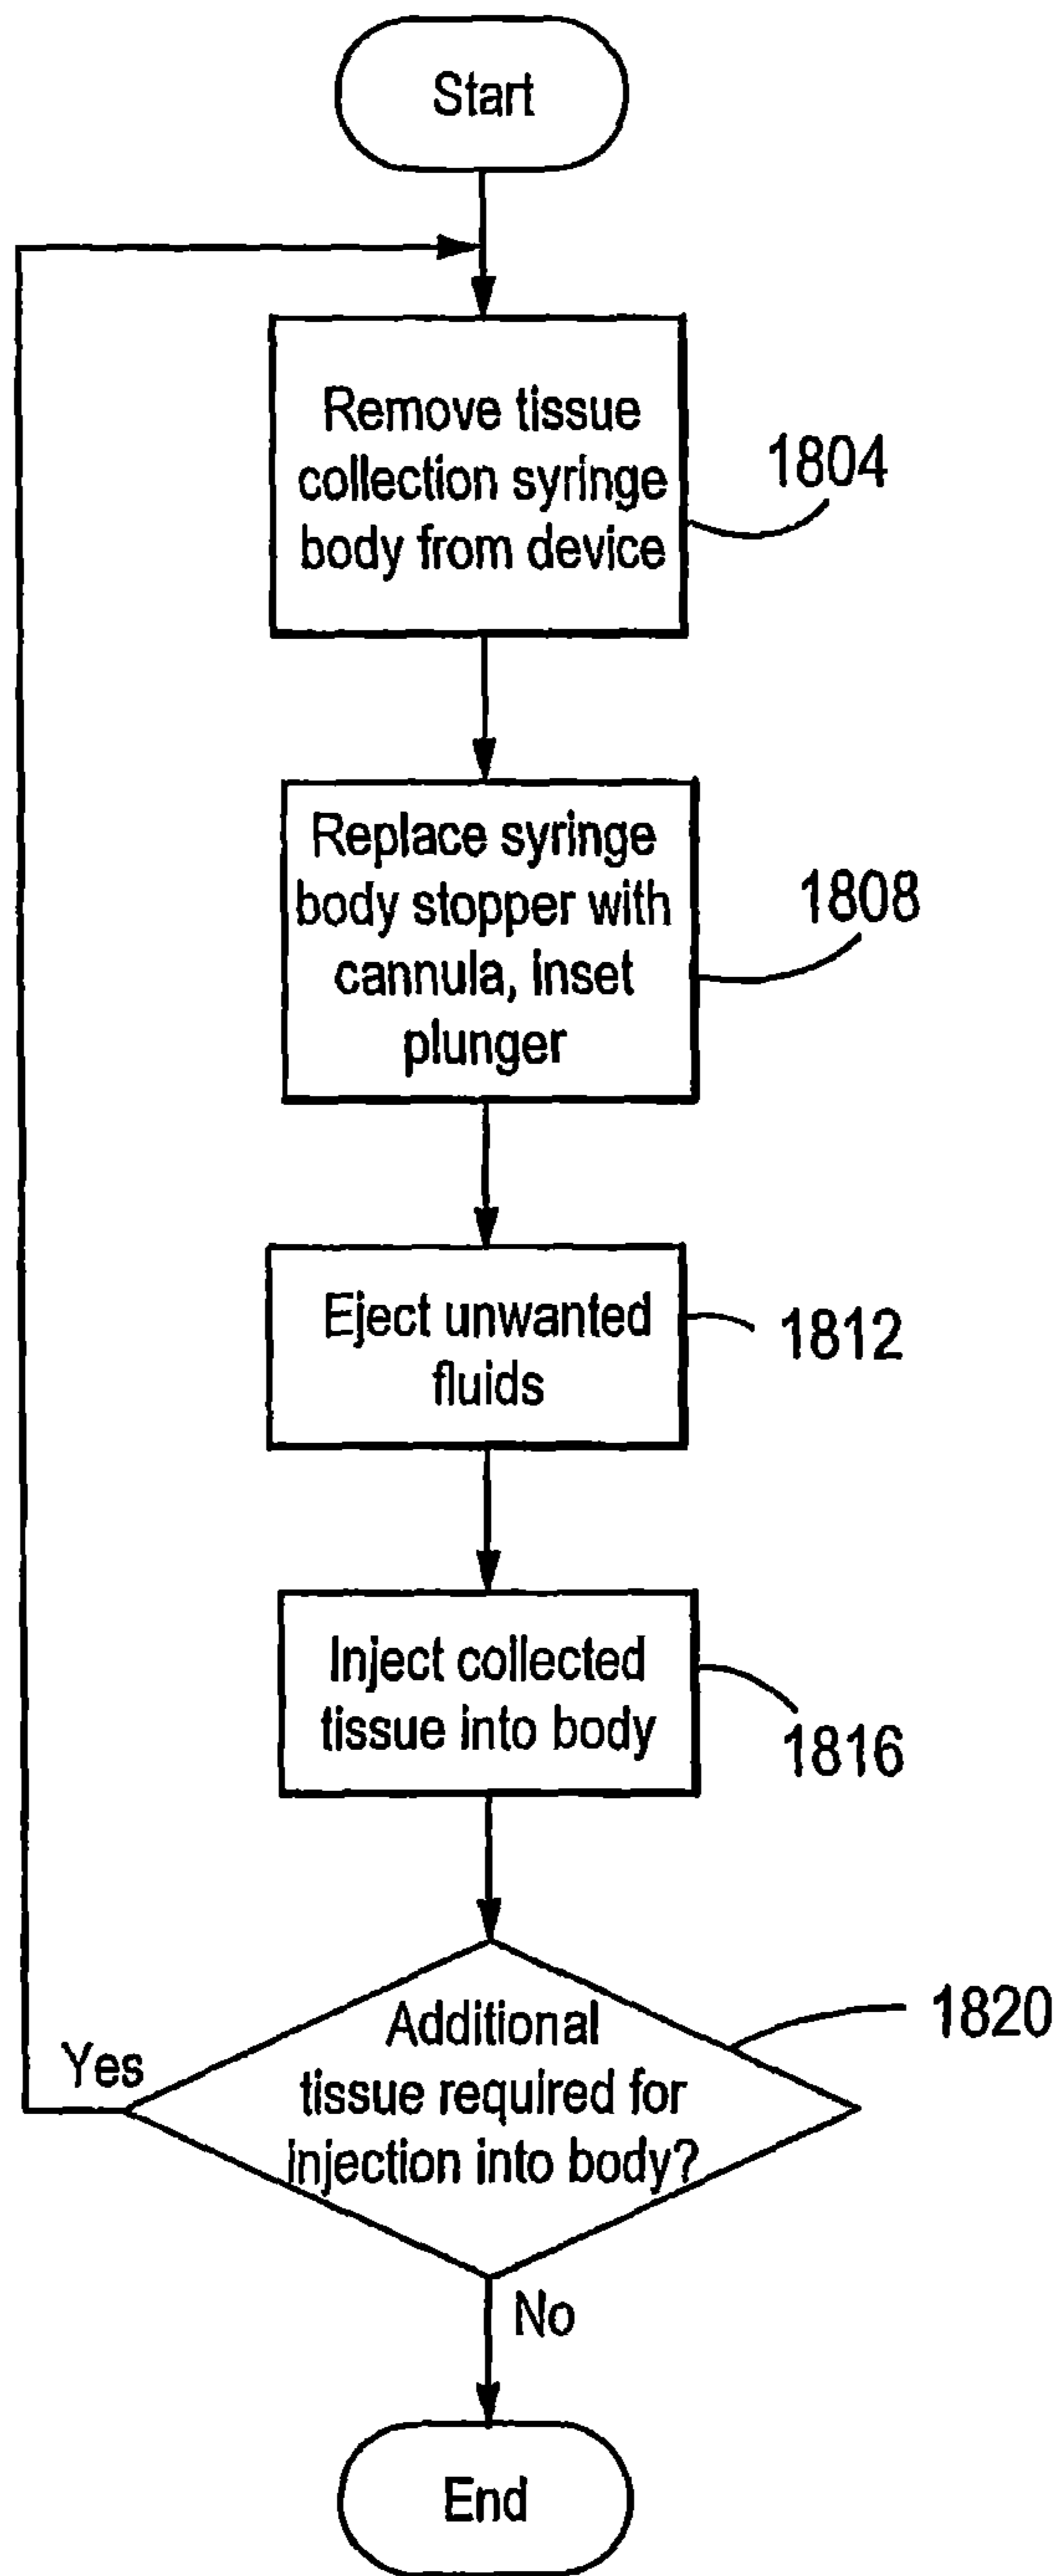 Start
Remove tissue
collection syringe
body from device
1804
Replace syringe
body stopper with
cannula, inset
plunger
1808
Eject unwanted
fluids
1812
Inject collected
tissue into body
1816
Additional
tissue required for
injection into body?
1820
Yes
No
End